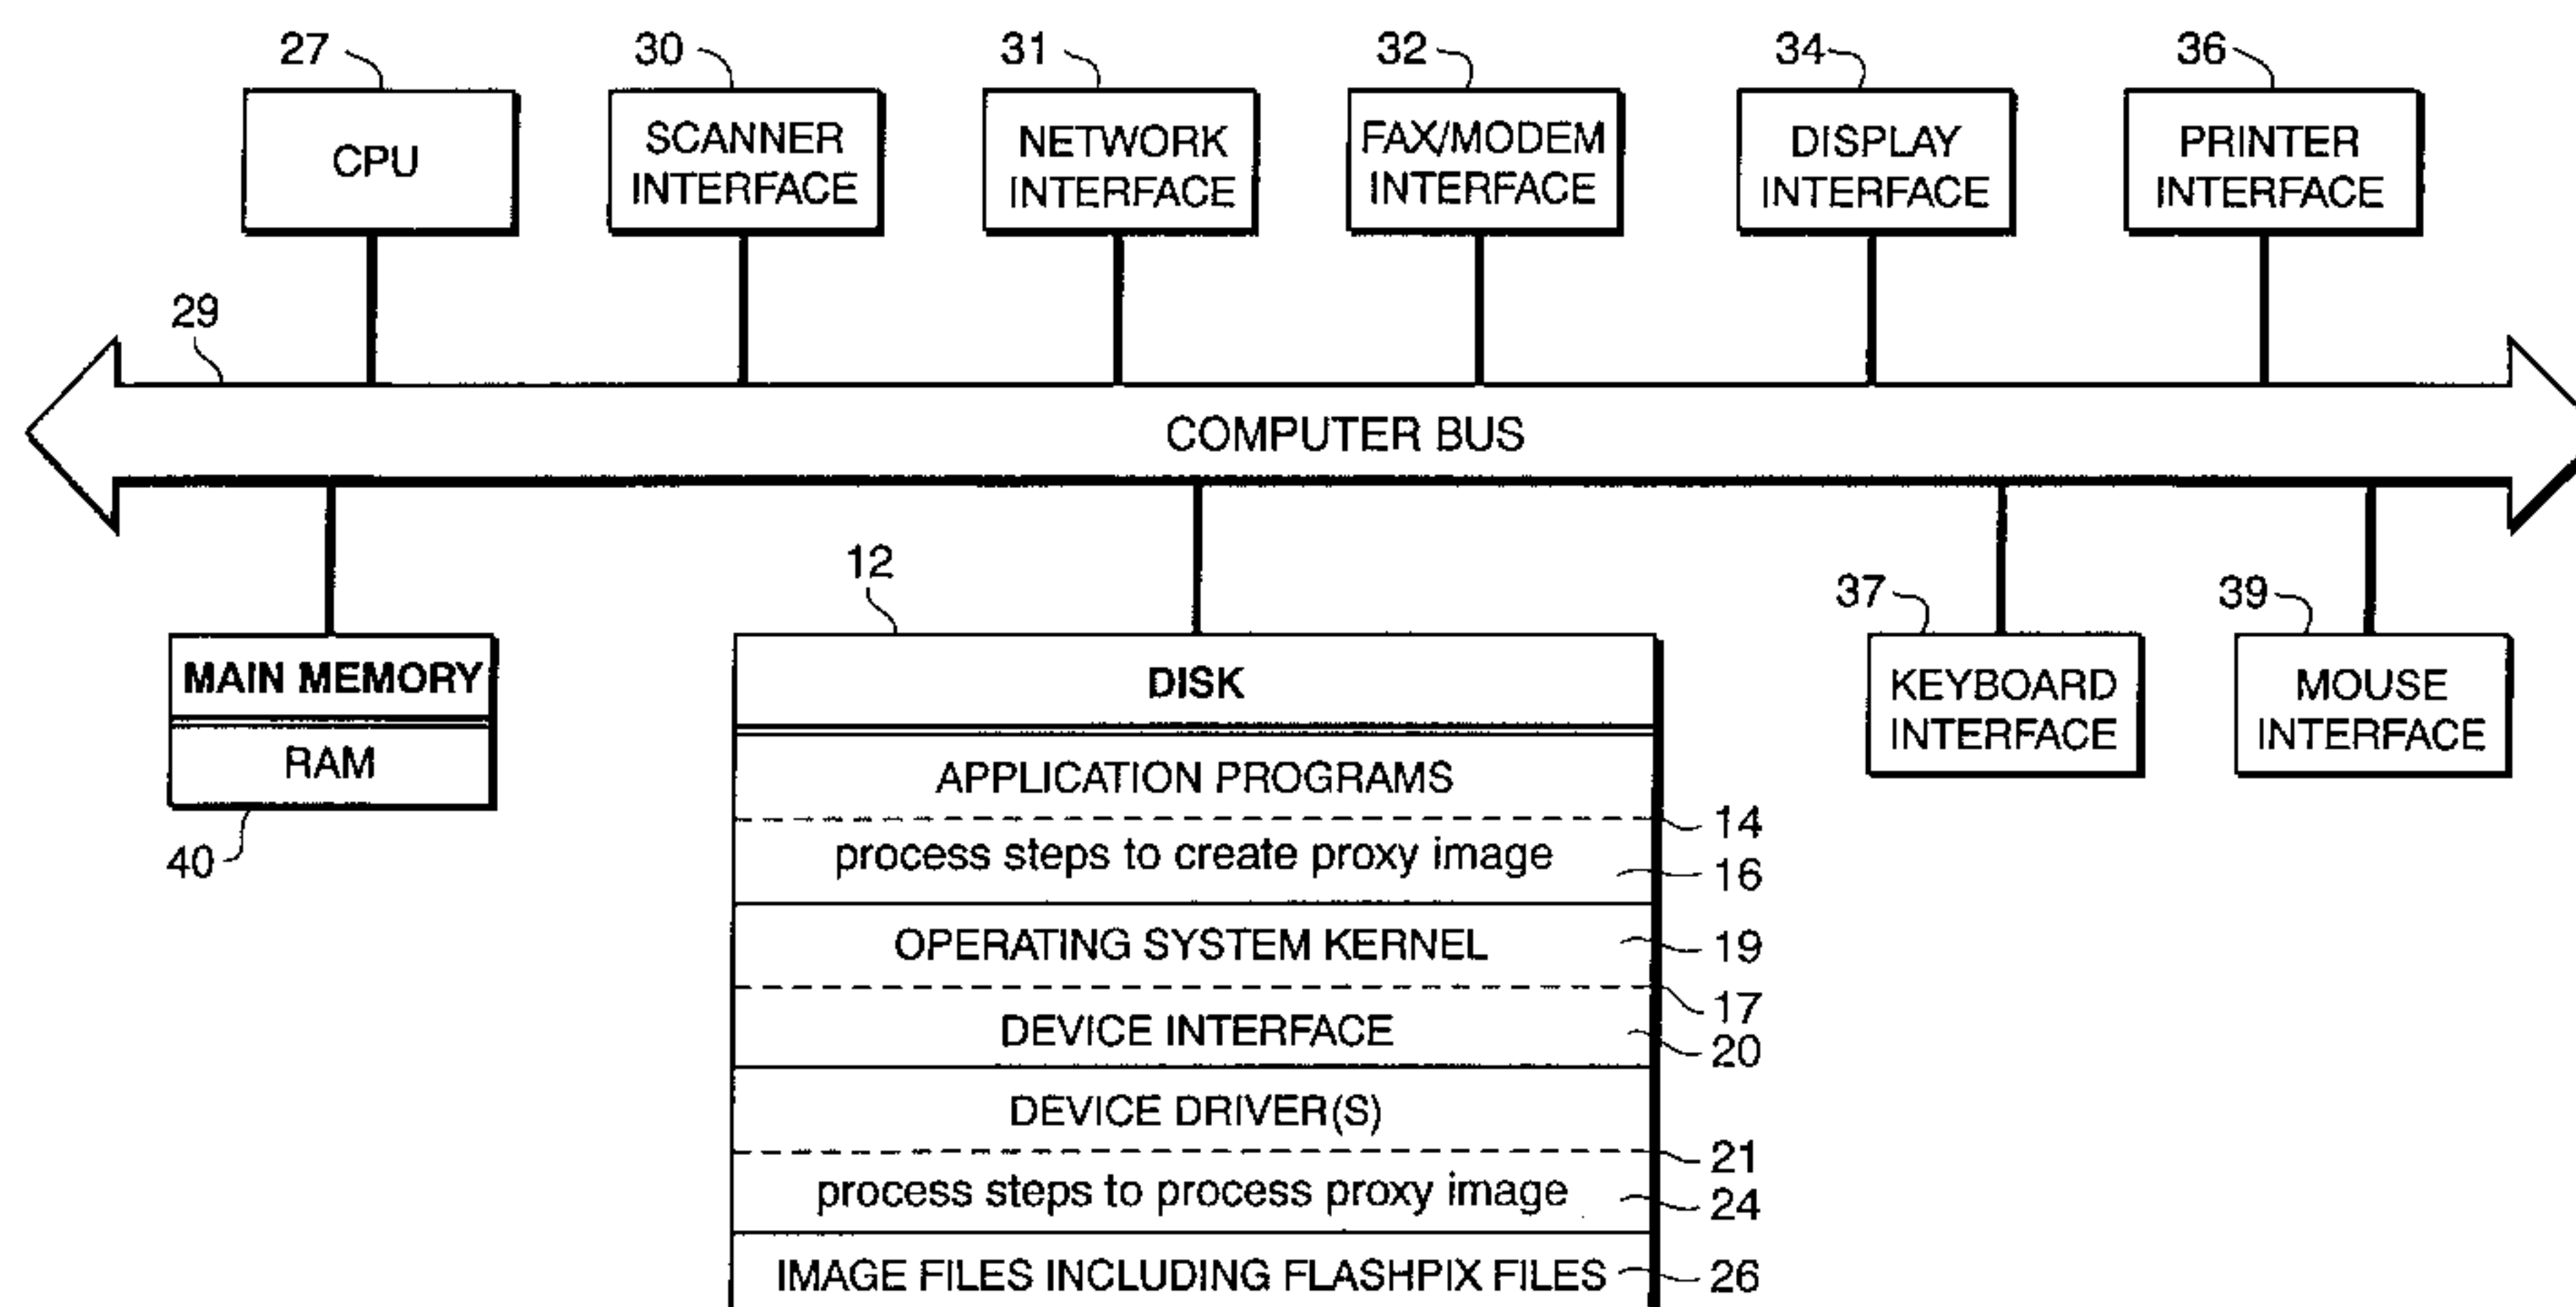 27
30
31
32
34
36
CPU
SCANNER
INTERFACE
NETWORK
INTERFACE
FAX/MODEM
INTERFACE
DISPLAY
INTERFACE
PRINTER
INTERFACE
29
COMPUTER BUS
12
37
39
MAIN MEMORY
RAM
40
DISK
APPLICATION PROGRAMS
14
process steps to create proxy image
16
OPERATING SYSTEM KERNEL
19
17
DEVICE INTERFACE
20
DEVICE DRIVER(S)
21
process steps to process proxy image
24
IMAGE FILES INCLUDING FLASHPIX FILES
26
KEYBOARD
INTERFACE
MOUSE
INTERFACE